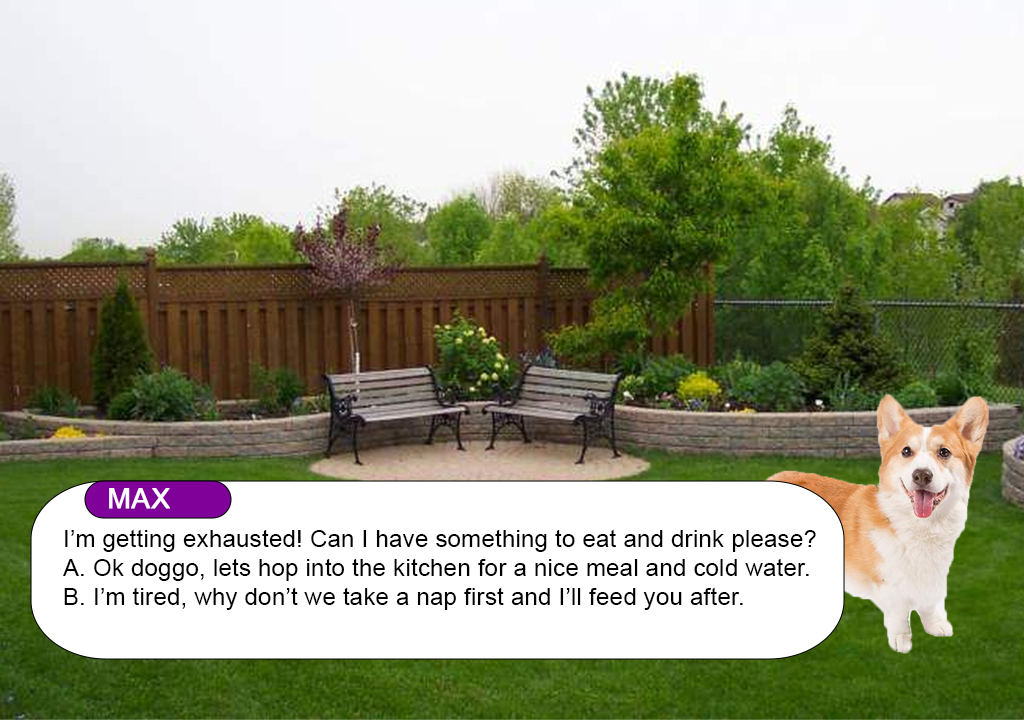 MAX
I’m getting exhausted! Can I have something to eat and drink please?
A. Ok doggo, lets hop into the kitchen for a nice meal and cold water.
B. I’m tired, why don’t we take a nap first and I’ll feed you after.